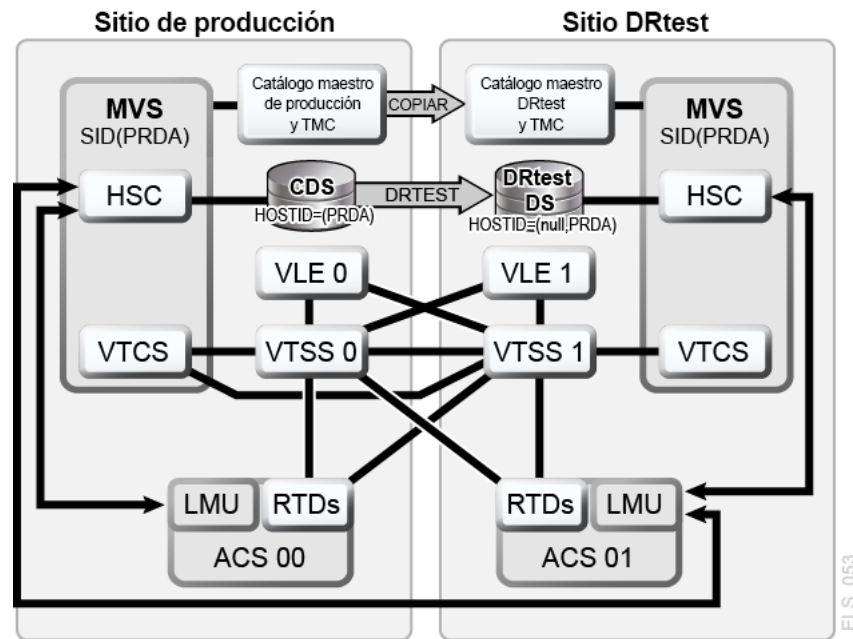 Sitio de producción
Sitio DRtest
MVS
SID(PRDA)
Catálogo maestro
de producción
y TMC
COPIAR
Catálogo maestro
DRtest
y TMC
MVS
SID(PRDA)
HSC
CDS
HOSTID=(PRDA)
DRTEST
DRtest
DS
HOSTID=(null,PRDA)
HSC
VLE 0
VLE 1
VTCS
VTSS 0
VTSS 1
VTCS
LMU
RTDs
ACS 00
RTDs
LMU
ACS 01
ELS_053